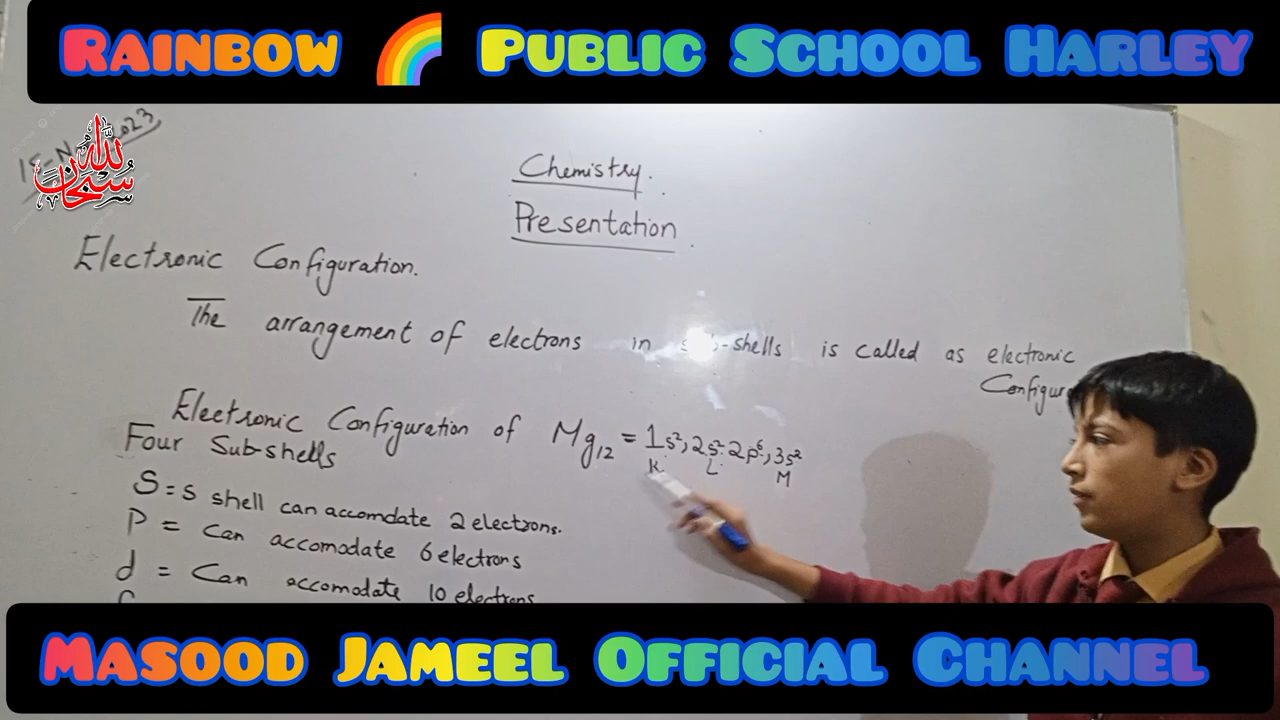 RAINBOW 🌈 PUBLIC SCHOOL HARLEY
2023
سبحان الله
Chemistry.
Presentation.
Electronic Configuration.
The arrangement of electrons in sub-shells is called as electronic
Configur
Electronic Configuration of Mg₁₂ = 1s², 2s² 2p⁶, 3s²
K L M
Four Sub-shells
S = s shell can accomdate 2 electrons.
P = Can accomodate 6 electrons
d = Can accomodate 10 electrons
MASOOD JAMEEL OFFICIAL CHANNEL